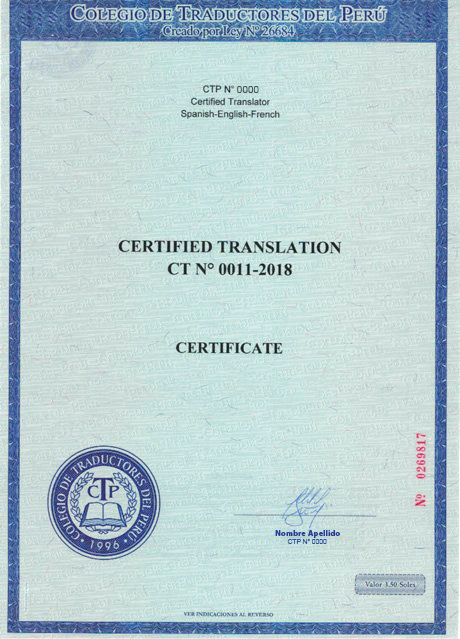 COLEGIO DE TRADUCTORES DEL PERÚ
Creado por Ley Nº 26684
CTP N° 0000
Certified Translator
Spanish-English-French
CERTIFIED TRANSLATION
CT N° 0011-2018
CERTIFICATE
Nº 0269817
COLEGIO DE TRADUCTORES DEL PERÚ
CTP
• 1996 •
Nombre Apellido
CTP N° 0000
Valor 3.50 Soles
VER INDICACIONES AL REVERSO